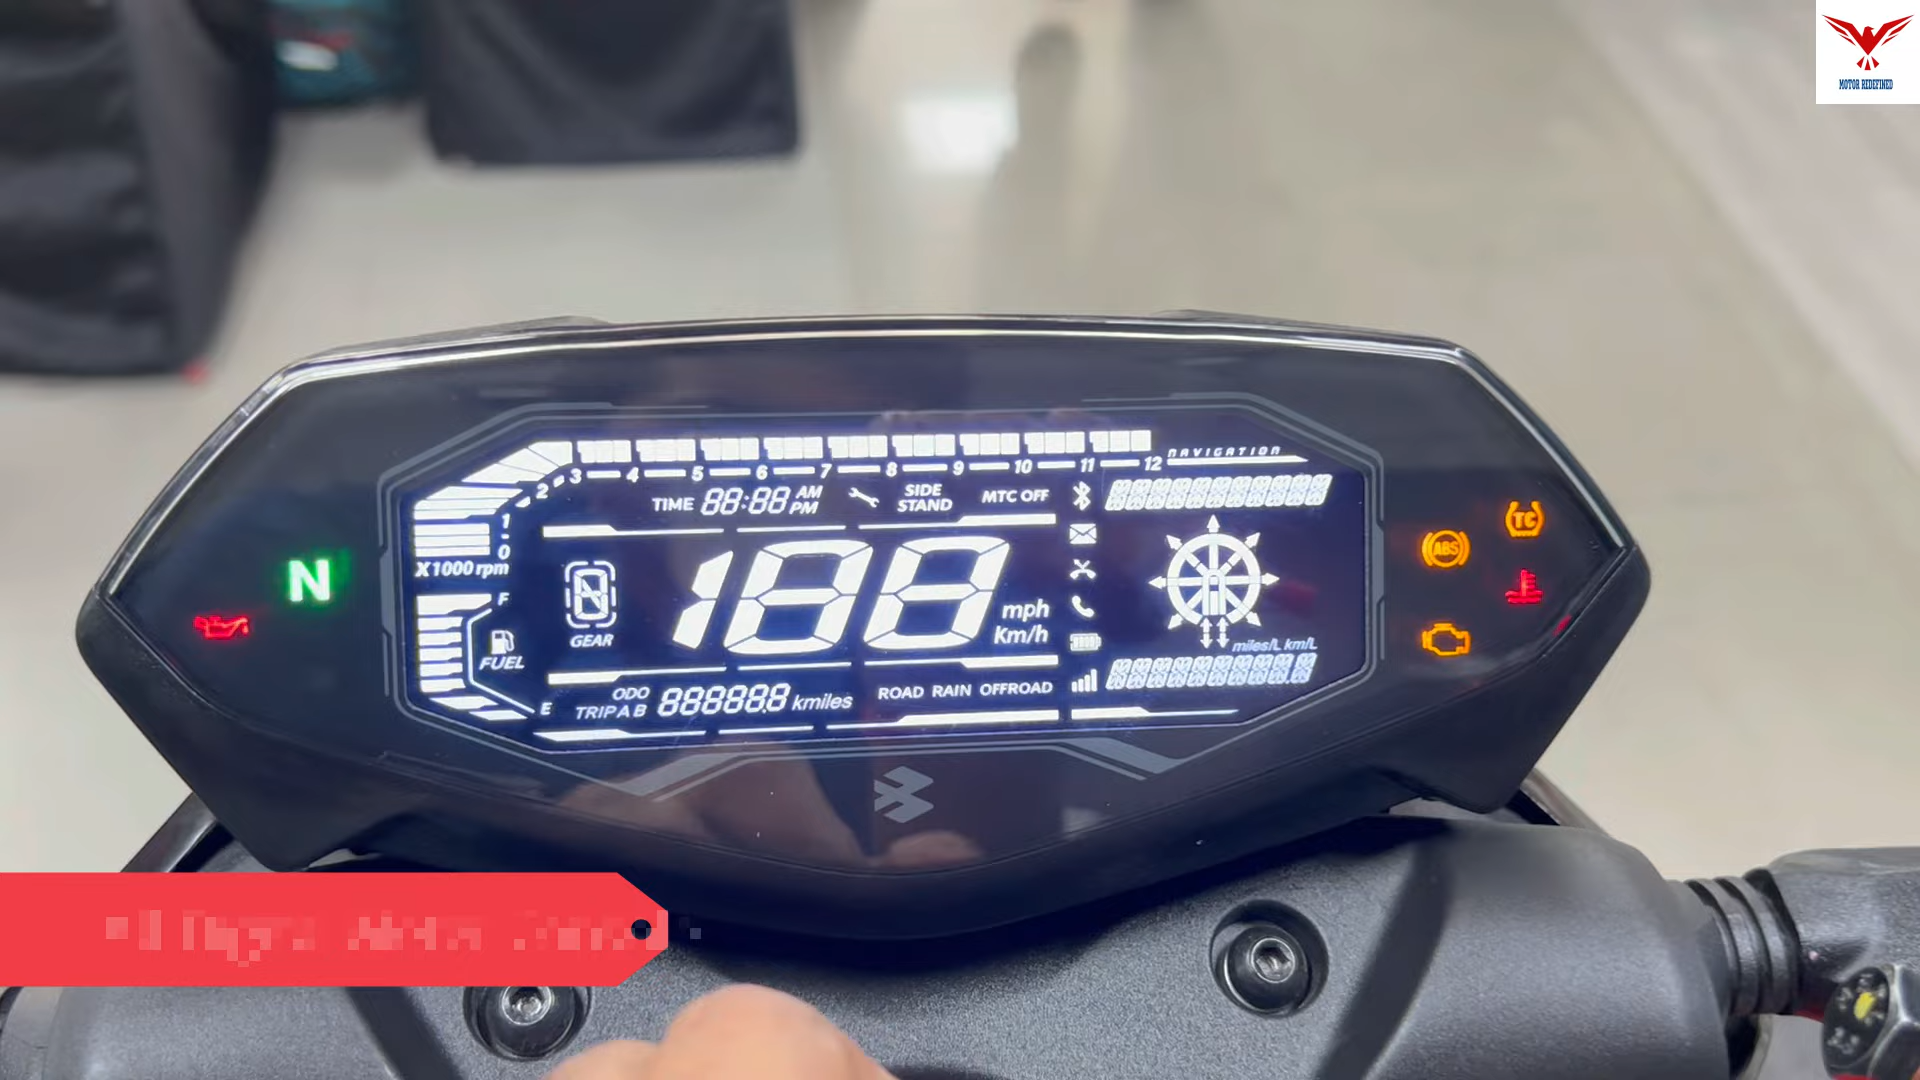 MOTOR REDEFINED
NAVIGATION
3 4 5 6 7 8 9 10 11 12
2
1
0
X1000 rpm
TIME 88:88 AM
PM
SIDE
STAND
MTC OFF
TC
ABS
N
188
mph
Km/h
GEAR
F
FUEL
E
miles/L km/L
ODO
TRIP A B
888888 kmiles
ROAD RAIN OFFROAD